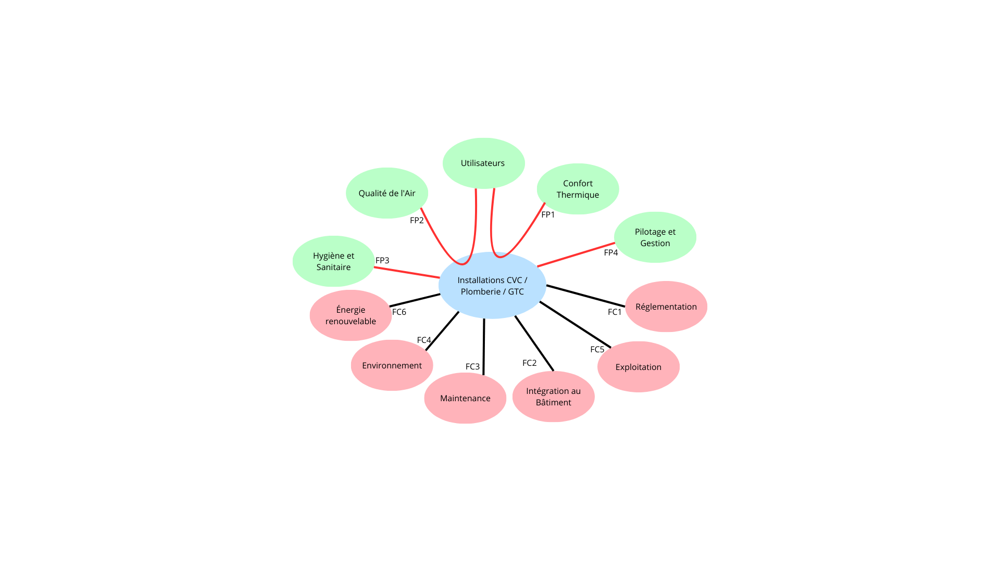 Utilisateurs
Confort
Thermique
Qualité de l'Air
FP1
FP2
Pilotage et
Gestion
FP4
Hygiène et
Sanitaire
FP3
Installations CVC /
Plomberie / GTC
Réglementation
FC1
Énergie
renouvelable
FC6
FC4
Environnement
FC5
Exploitation
FC3
Maintenance
FC2
Intégration au
Bâtiment